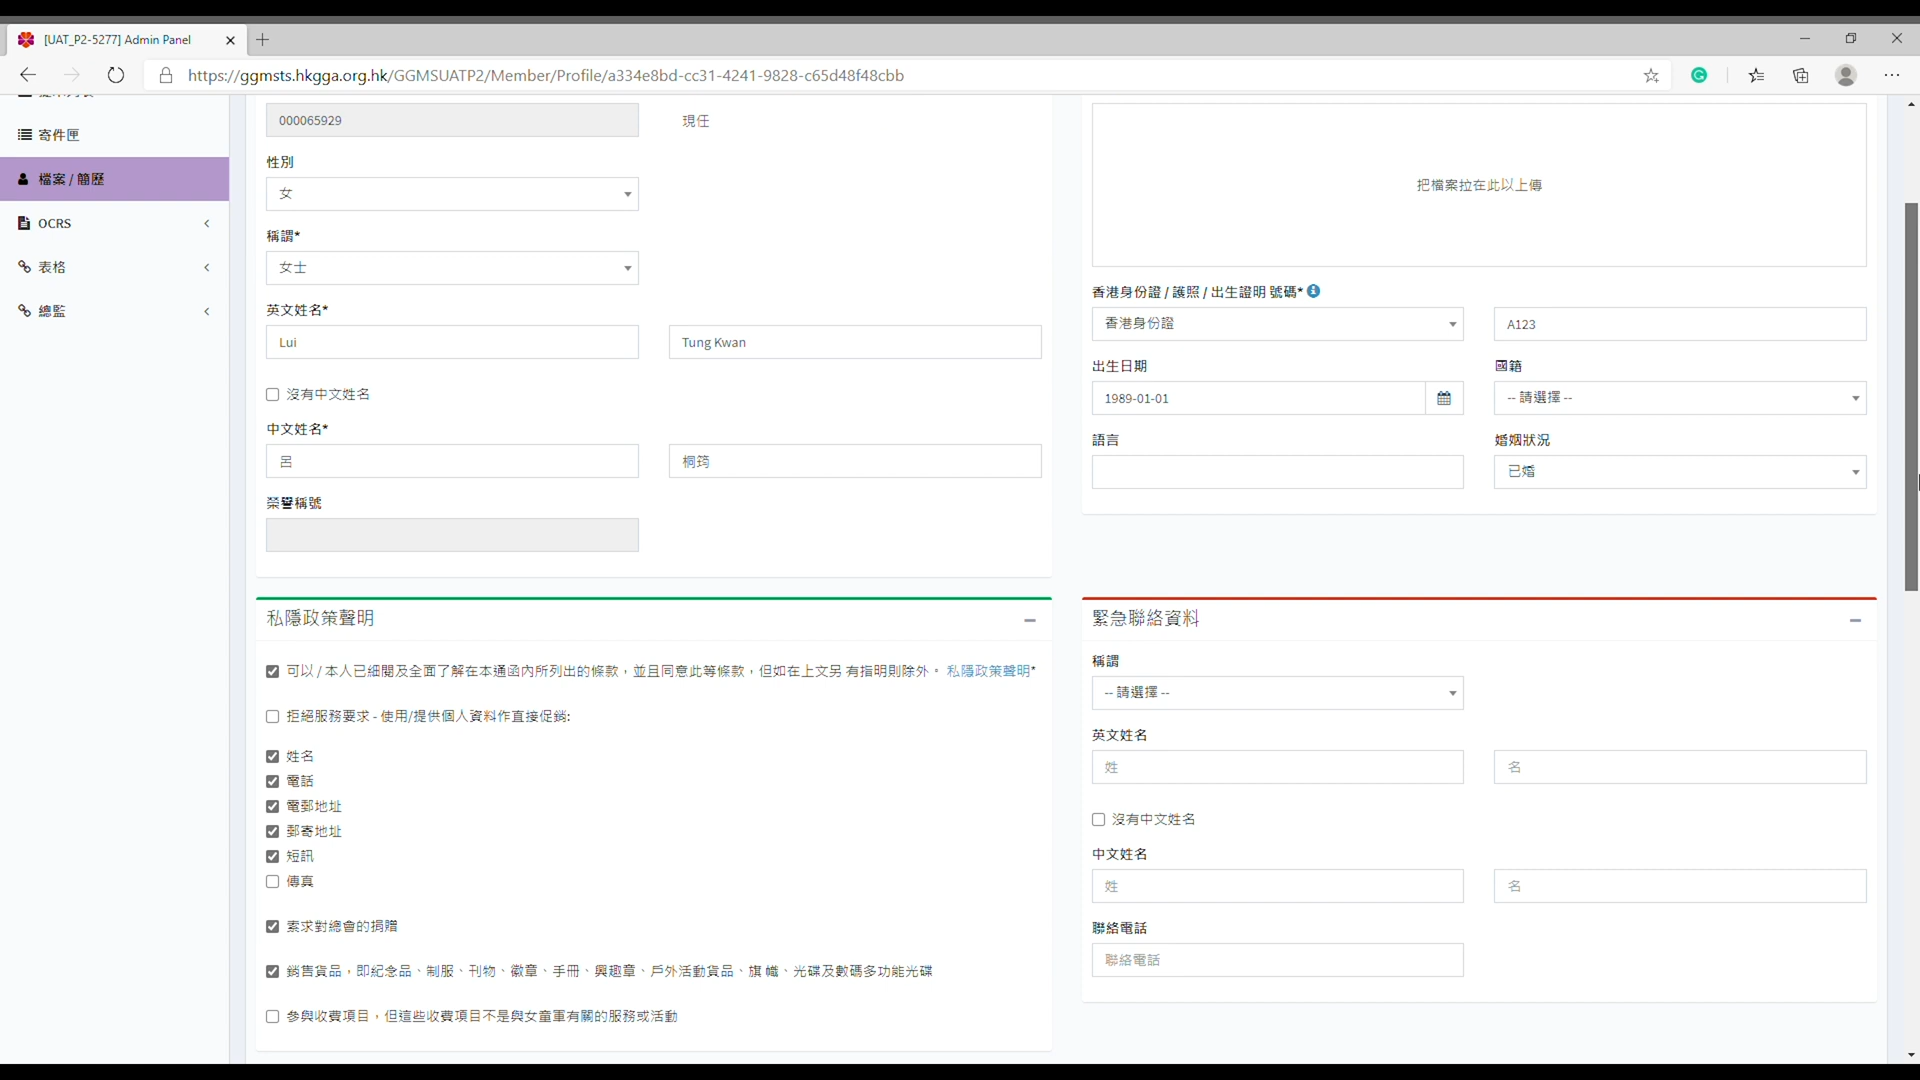 [UAT_P2-5277] Admin Panel
https://ggmsts.hkgga.org.hk/GGMSUATP2/Member/Profile/a334e8bd-cc31-4241-9828-c65d48f48cbb
寄件匣
檔案 / 簡歷
OCRS
表格
總監
000065929
現任
性別
女
稱謂*
女士
英文姓名*
Lui
Tung Kwan
沒有中文姓名
中文姓名*
呂
桐筠
榮譽稱號
把檔案拉在此以上傳
香港身份證 / 護照 / 出生證明 號碼*
香港身份證
A123
出生日期
國籍
1989-01-01
-- 請選擇 --
語言
婚姻狀況
已婚
私隱政策聲明
可以 / 本人已細閱及全面了解在本通函內所列出的條款，並且同意此等條款，但如在上文另 有指明則除外。 私隱政策聲明*
拒絕服務要求 - 使用/提供個人資料作直接促銷:
姓名
電話
電郵地址
郵寄地址
短訊
傳真
索求對總會的捐贈
銷售貨品，即紀念品、制服、刊物、徽章、手冊、興趣章、戶外活動貨品、旗 幟、光碟及數碼多功能光碟
參與收費項目，但這些收費項目不是與女童軍有關的服務或活動
緊急聯絡資料
稱謂
-- 請選擇 --
英文姓名
姓
名
沒有中文姓名
中文姓名
姓
名
聯絡電話
聯絡電話